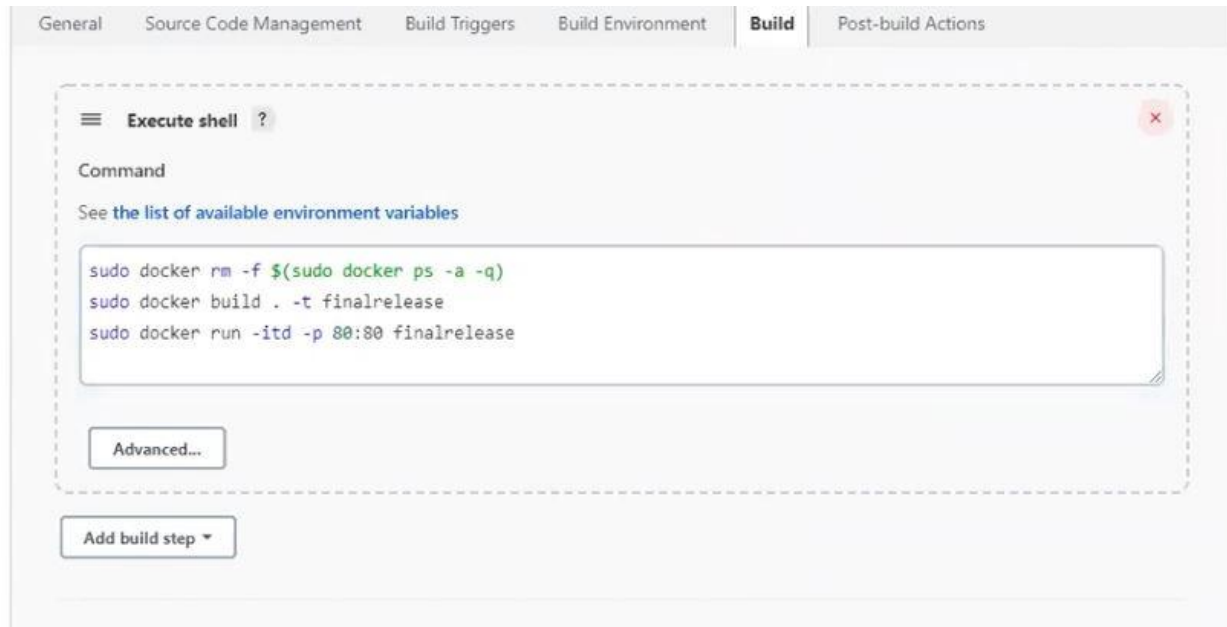 General Source Code Management Build Triggers Build Environment Build Post-build Actions
Execute shell ?
Command
See the list of available environment variables
sudo docker rm -f $(sudo docker ps -a -q)
sudo docker build . -t finalrelease
sudo docker run -itd -p 80:80 finalrelease
Advanced...
Add build step